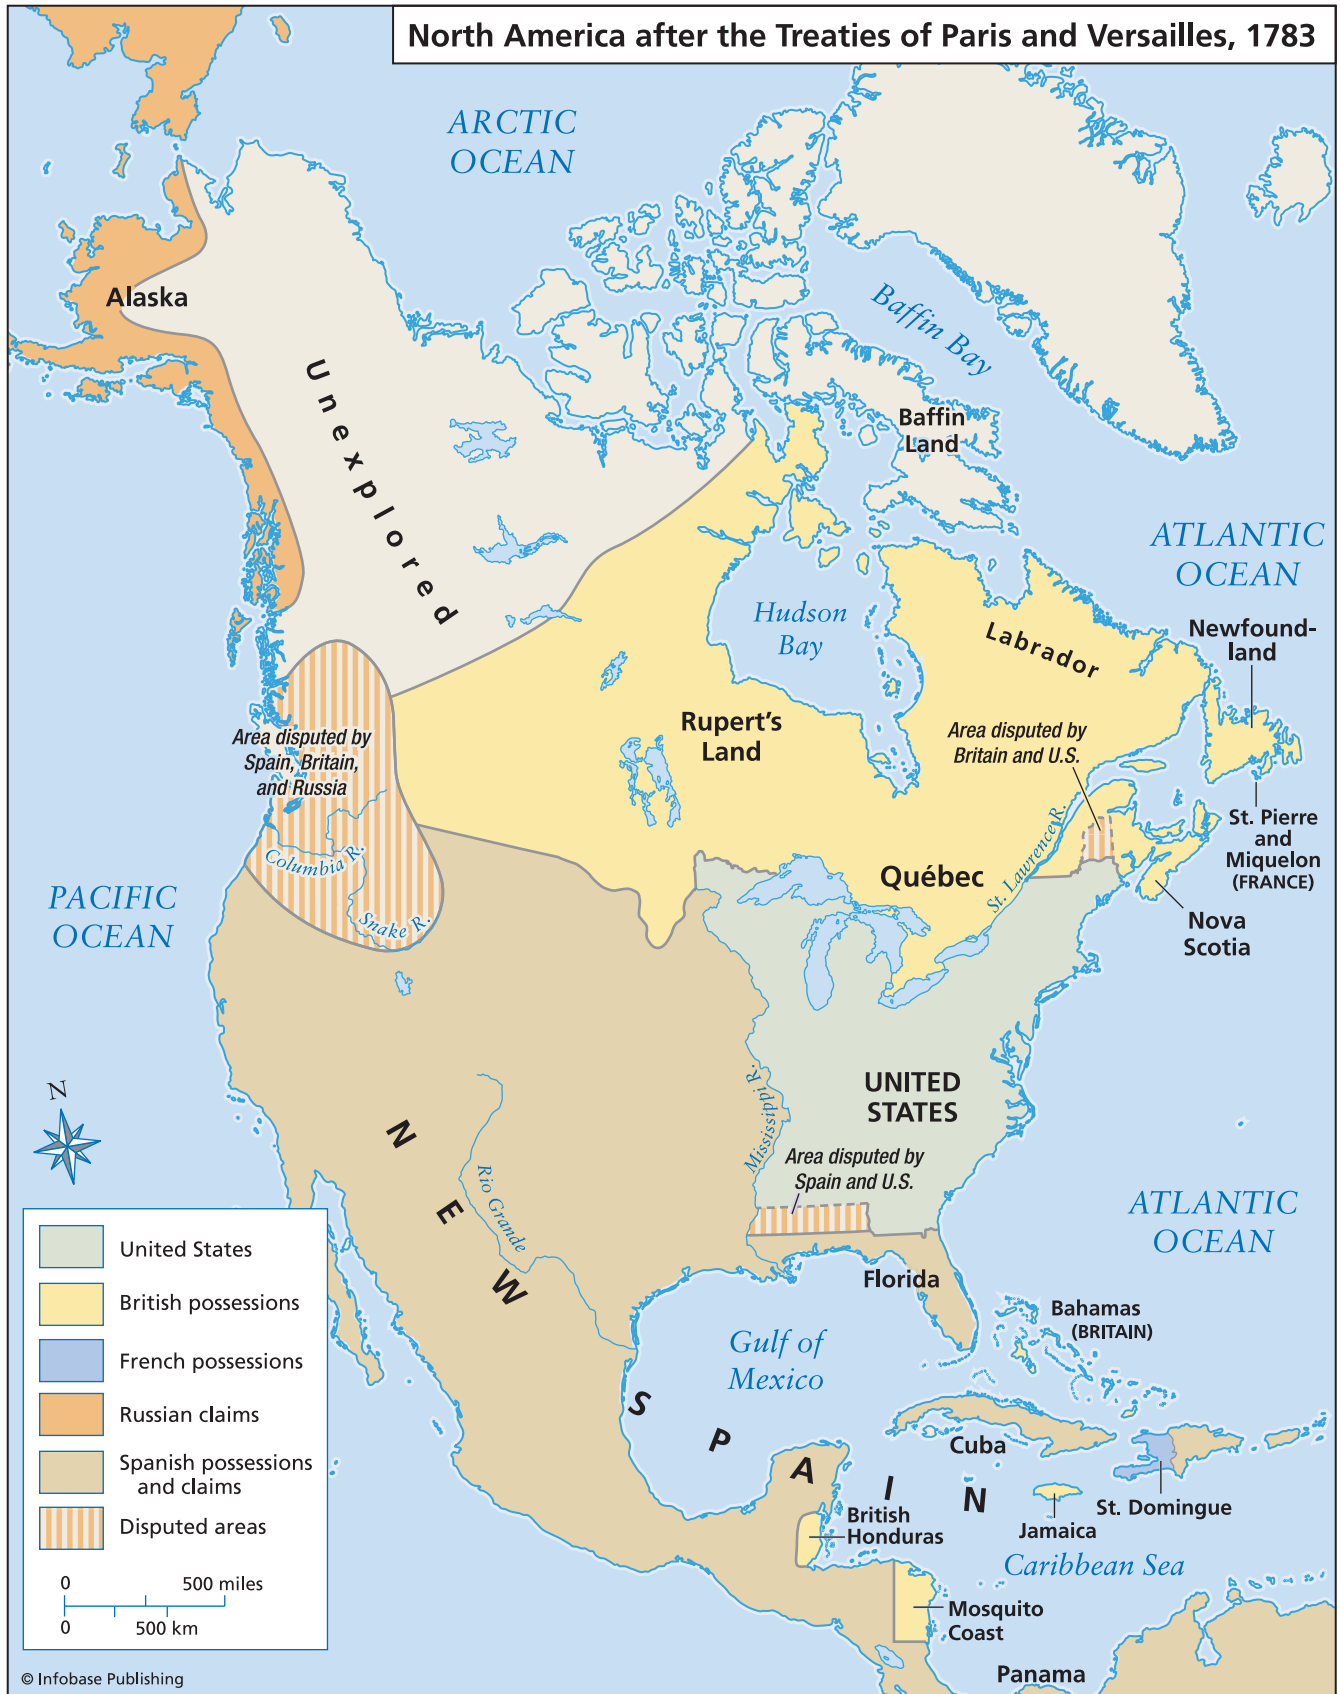 North America after the Treaties of Paris and Versailles, 1783
ARCTIC
OCEAN
Alaska
Baffin Bay
Unexplored
Baffin
Land
ATLANTIC
OCEAN
Hudson
Bay
Labrador
Newfound-
land
Rupert's
Land
Area disputed by
Britain and U.S.
Area disputed by
Spain, Britain,
and Russia
St. Pierre
and
Miquelon
(FRANCE)
Columbia R.
St. Lawrence R.
Québec
PACIFIC
OCEAN
Snake R.
Nova
Scotia
UNITED
STATES
Mississippi R.
N
Area disputed by
Spain and U.S.
Rio Grande
ATLANTIC
OCEAN
NEW
SPAIN
Florida
Bahamas
(BRITAIN)
Gulf of
Mexico
Cuba
St. Domingue
Jamaica
British
Honduras
Caribbean Sea
Mosquito
Coast
Panama
United States
British possessions
French possessions
Russian claims
Spanish possessions
and claims
Disputed areas
0 500 miles
0 500 km
© Infobase Publishing